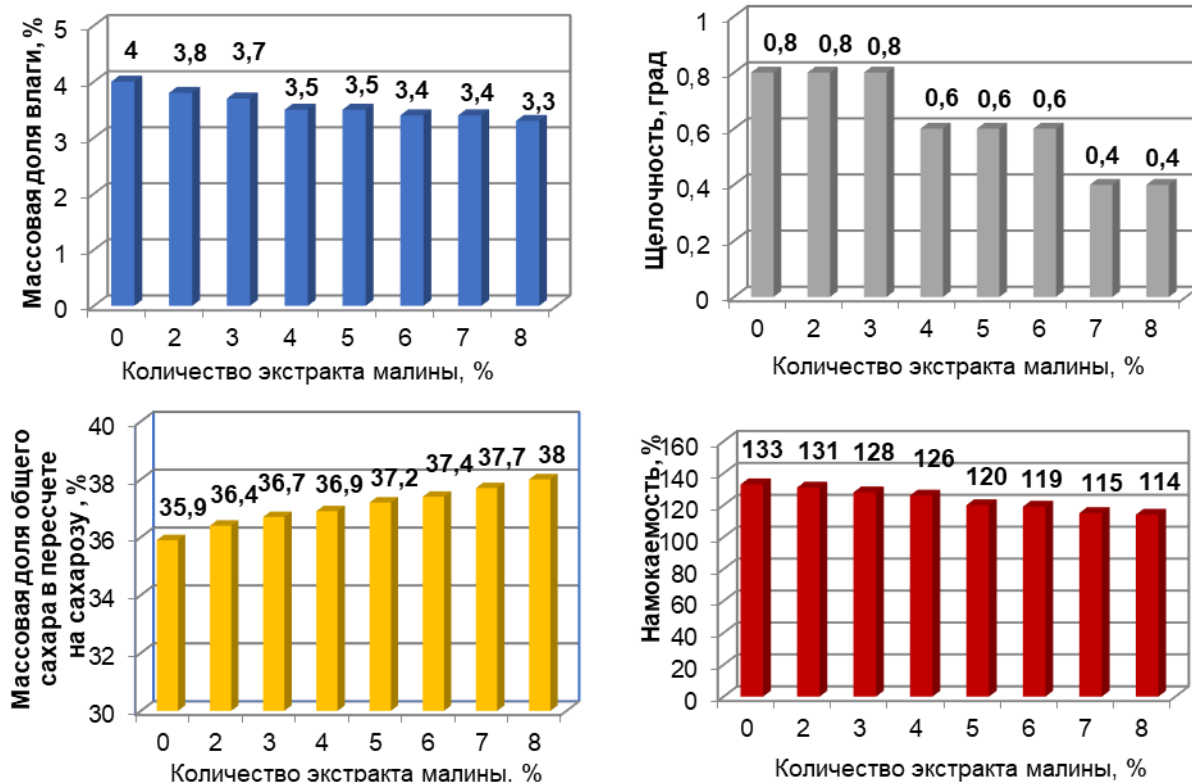 Массовая доля влаги, %
5
4
3
2
1
0
4 3,8 3,7 3,5 3,5 3,4 3,4 3,3
0 2 3 4 5 6 7 8
Количество экстракта малины, %
Щелочность, град
1
0,8
0,6
0,4
0,2
0
0,8 0,8 0,8 0,6 0,6 0,6 0,4 0,4
0 2 3 4 5 6 7 8
Количество экстракта малины, %
Массовая доля общего
сахара в пересчете
на сахарозу , %
40
38
36
34
32
30
35,9 36,4 36,7 36,9 37,2 37,4 37,7 38
0 2 3 4 5 6 7 8
Количество экстракта малины, %
Намокаемость, %
160
140
120
100
80
60
40
20
0
133 131 128 126 120 119 115 114
0 2 3 4 5 6 7 8
Количество экстракта малины, %